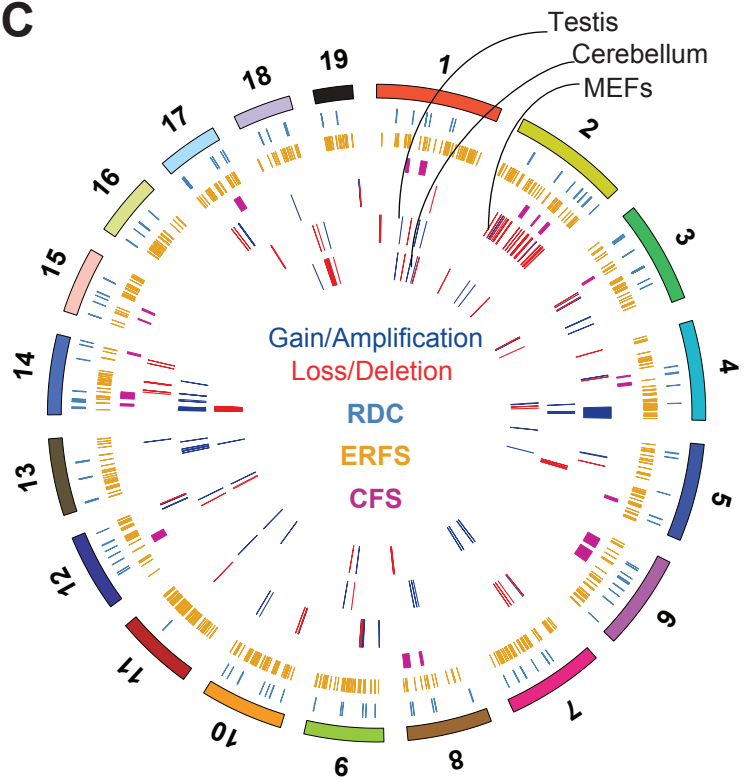 C
Testis
Cerebellum
MEFs
1
2
3
4
5
6
7
8
9
10
11
12
13
14
15
16
17
18
19
Gain/Amplification
Loss/Deletion
RDC
ERFS
CFS